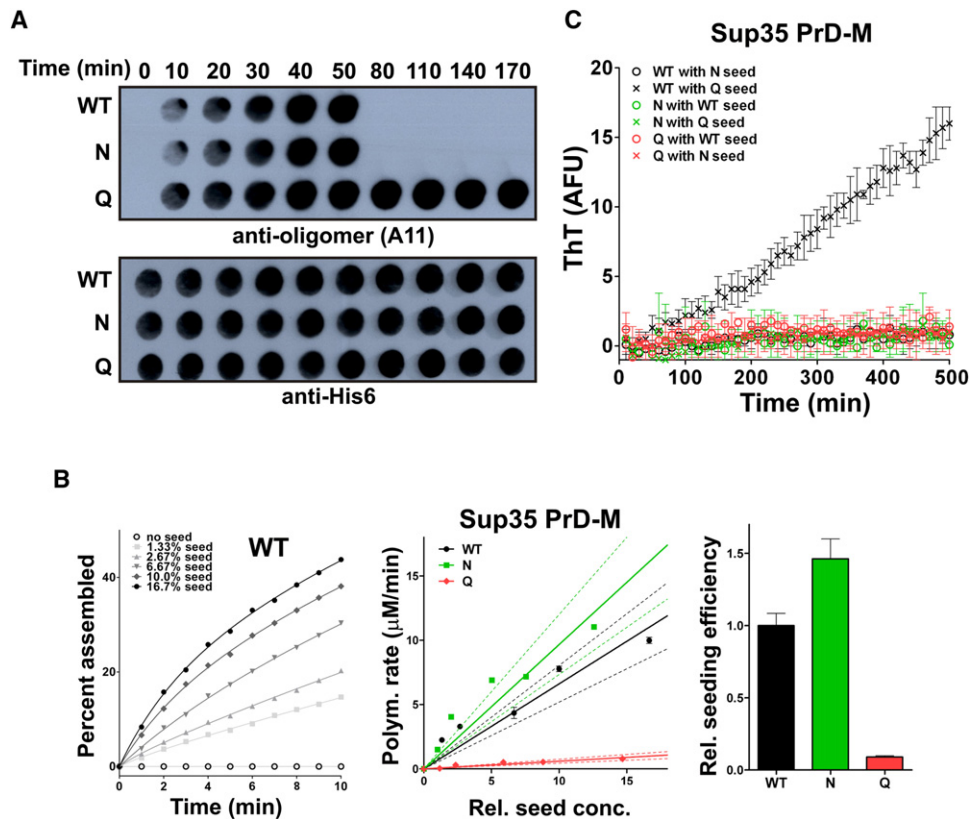 A
Time (min) 0 10 20 30 40 50 80 110 140 170
WT
N
Q
anti-oligomer (A11)
WT
N
Q
anti-His6
C
Sup35 PrD-M
20
15
10
5
0
ThT (AFU)
WT with N seed
WT with Q seed
N with WT seed
N with Q seed
Q with WT seed
Q with N seed
0 100 200 300 400 500
Time (min)
B
WT
no seed
1.33% seed
2.67% seed
6.67% seed
10.0% seed
16.7% seed
Percent assembled
40
20
0
0 2 4 6 8 10
Time (min)
Sup35 PrD-M
WT
N
Q
Polym. rate (μM/min)
15
10
5
0
0 5 10 15
Rel. seed conc.
Rel. seeding efficiency
1.5
1.0
0.5
0.0
WT N Q